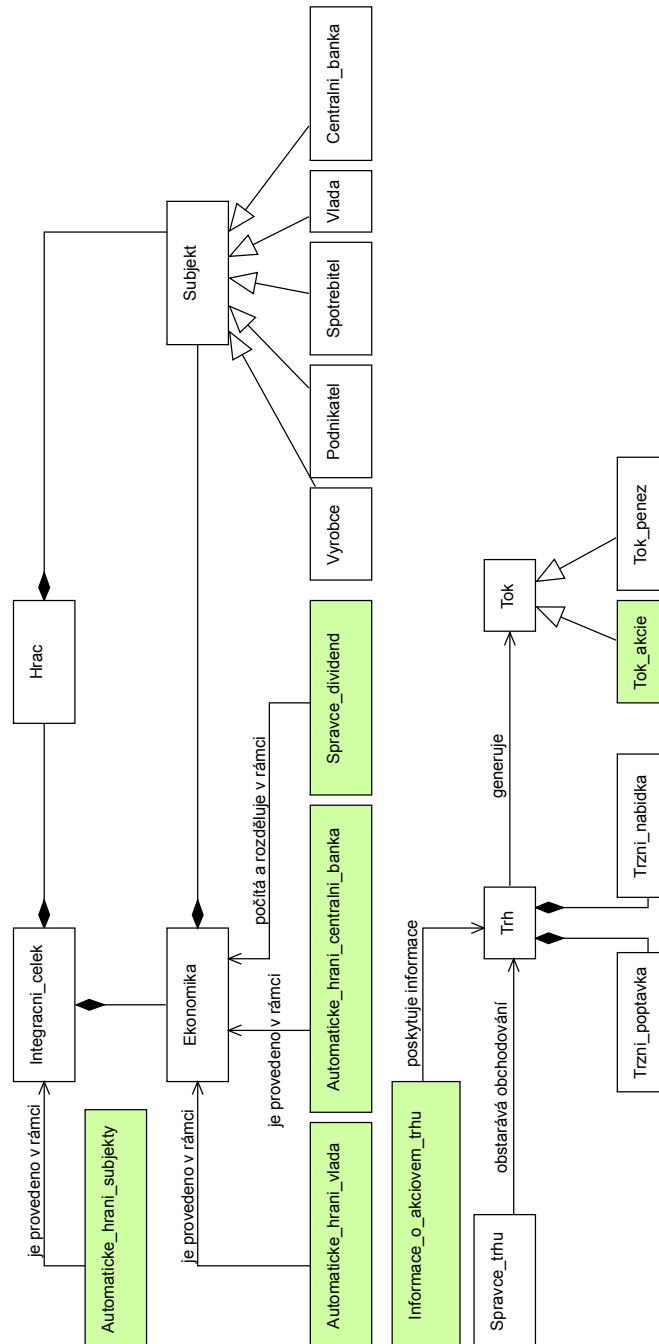 je provedeno v rámci
Integracni_celek
Hrac
Automaticke_hrani_subjekty
je provedeno v rámci
Ekonomika
Subjekt
počítá a rozděluje v rámci
je provedeno v rámci
Automaticke_hrani_vlada
Automaticke_hrani_centralni_banka
Spravce_dividend
Vyrobce
Podnikatel
Spotrebitel
Vlada
Centralni_banka
Informace_o_akciovem_trhu
poskytuje informace
Spravce_trhu
obstarává obchodování
Trh
generuje
Tok
Trzni_poptavka
Trzni_nabidka
Tok_akcie
Tok_penez